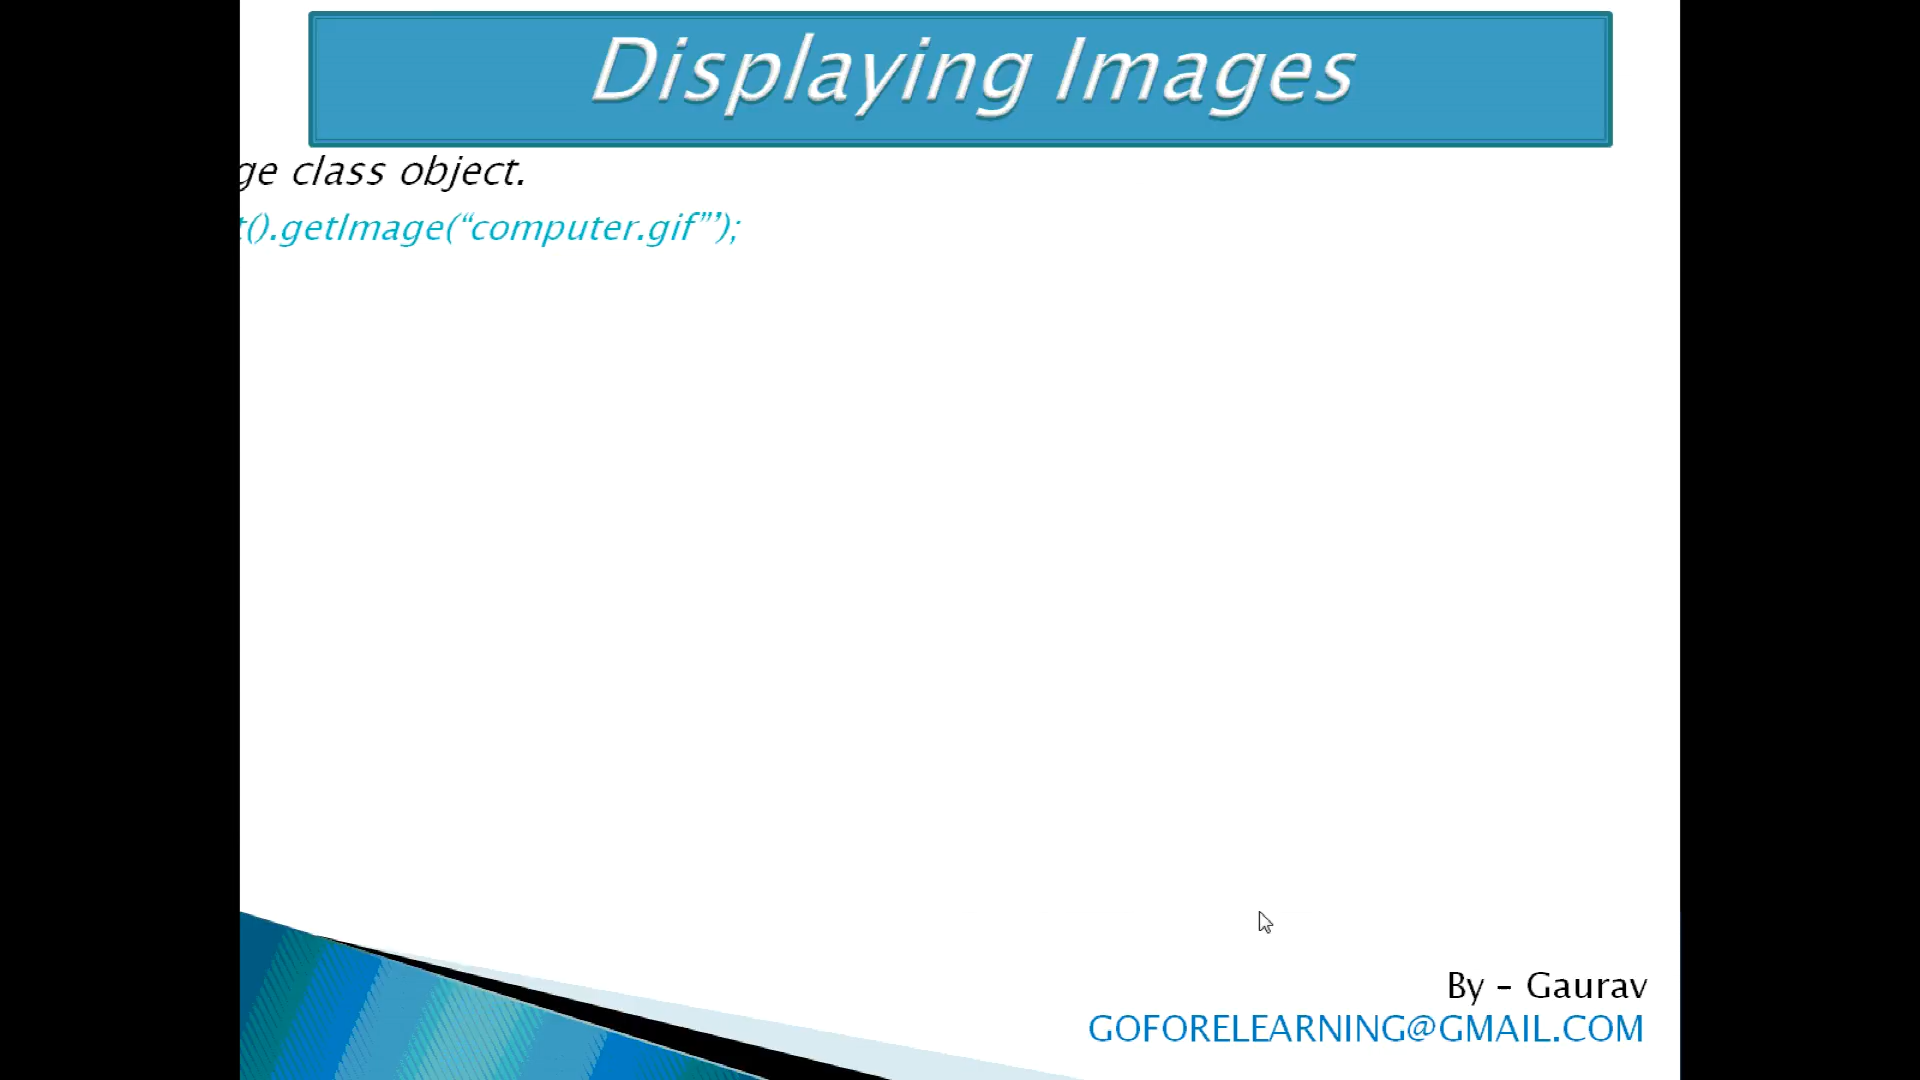 Displaying Images
ge class object.
t().getImage(“computer.gif”’);
By – Gaurav
GOFORELEARNING@GMAIL.COM